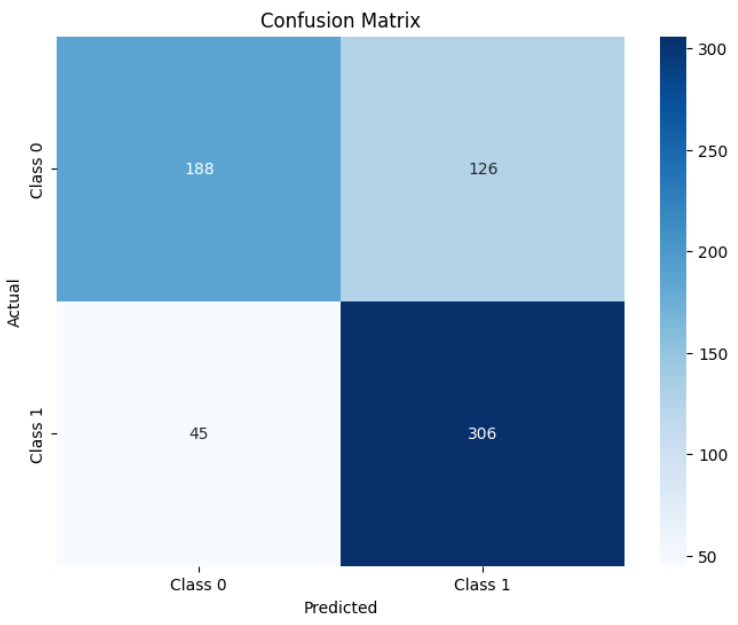 Confusion Matrix
Class 0
188
126
Class 1
45
306
Actual
Class 0
Class 1
Predicted
300
250
200
150
100
50